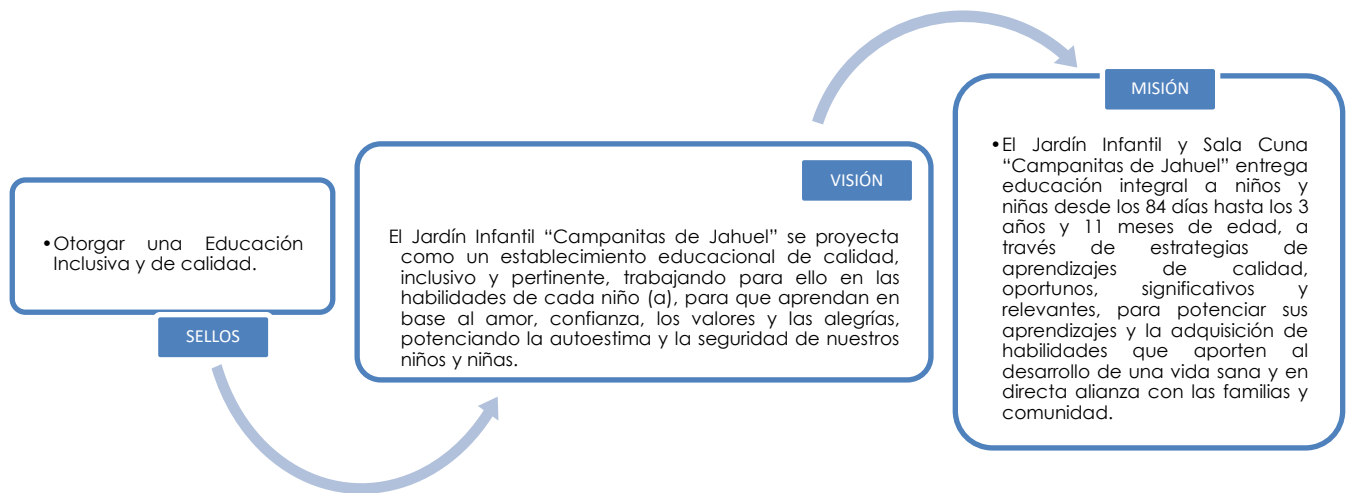 •Otorgar una Educación
Inclusiva y de calidad.
SELLOS
VISIÓN
El Jardín Infantil “Campanitas de Jahuel” se proyecta
como un establecimiento educacional de calidad,
inclusivo y pertinente, trabajando para ello en las
habilidades de cada niño (a), para que aprendan en
base al amor, confianza, los valores y las alegrías,
potenciando la autoestima y la seguridad de nuestros
niños y niñas.
MISIÓN
•El Jardín Infantil y Sala Cuna
“Campanitas de Jahuel” entrega
educación integral a niños y
niñas desde los 84 días hasta los 3
años y 11 meses de edad, a
través de estrategias de
aprendizajes de calidad,
oportunos, significativos y
relevantes, para potenciar sus
aprendizajes y la adquisición de
habilidades que aporten al
desarrollo de una vida sana y en
directa alianza con las familias y
comunidad.